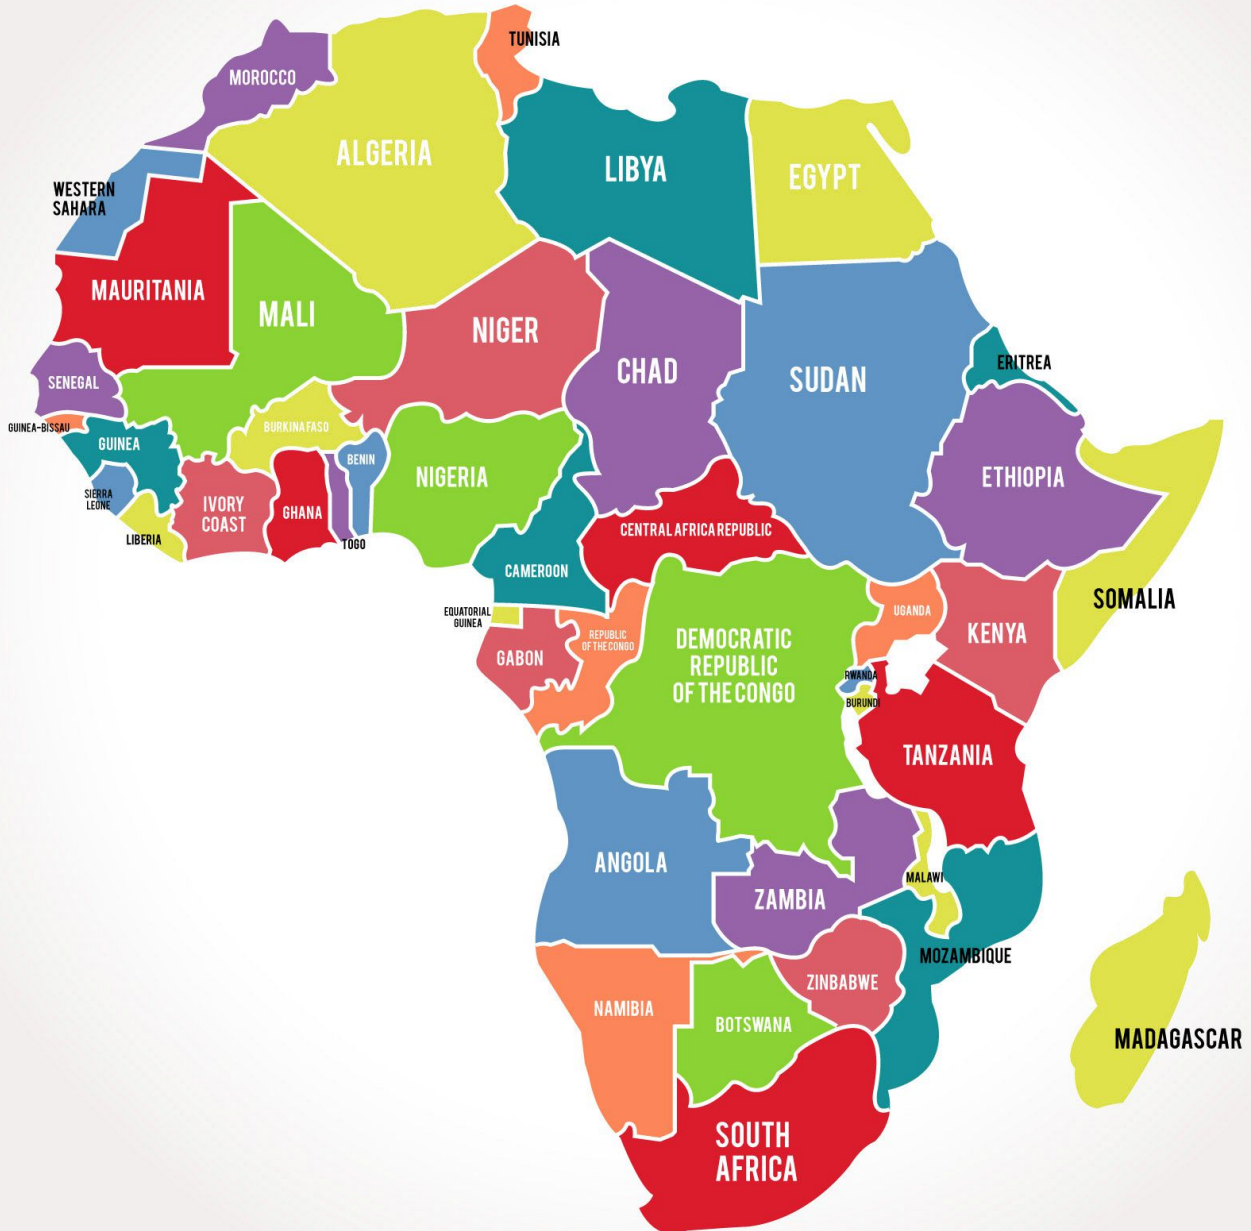 TUNISIA
MOROCCO
ALGERIA
LIBYA
EGYPT
WESTERN
SAHARA
MAURITANIA
MALI
NIGER
CHAD
SUDAN
ERITREA
SENEGAL
GUINEA-BISSAU
GUINEA
BURKINA FASO
BENIN
NIGERIA
ETHIOPIA
SIERRA
LEONE
IVORY
COAST
GHANA
LIBERIA
TOGO
CENTRAL AFRICA REPUBLIC
CAMEROON
SOMALIA
EQUATORIAL
GUINEA
UGANDA
KENYA
GABON
REPUBLIC
OF THE CONGO
DEMOCRATIC
REPUBLIC
OF THE CONGO
RWANDA
BURUNDI
TANZANIA
ANGOLA
ZAMBIA
MALAWI
MOZAMBIQUE
ZINBABWE
NAMIBIA
BOTSWANA
MADAGASCAR
SOUTH
AFRICA